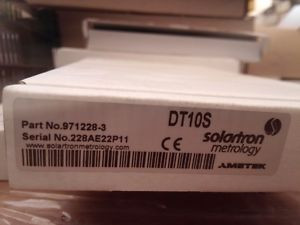 DT10S
Part No.971228-3
Serial No.228AE22P11
www.solartronmetrology.com
CE
solartron
metrology
AMETEK